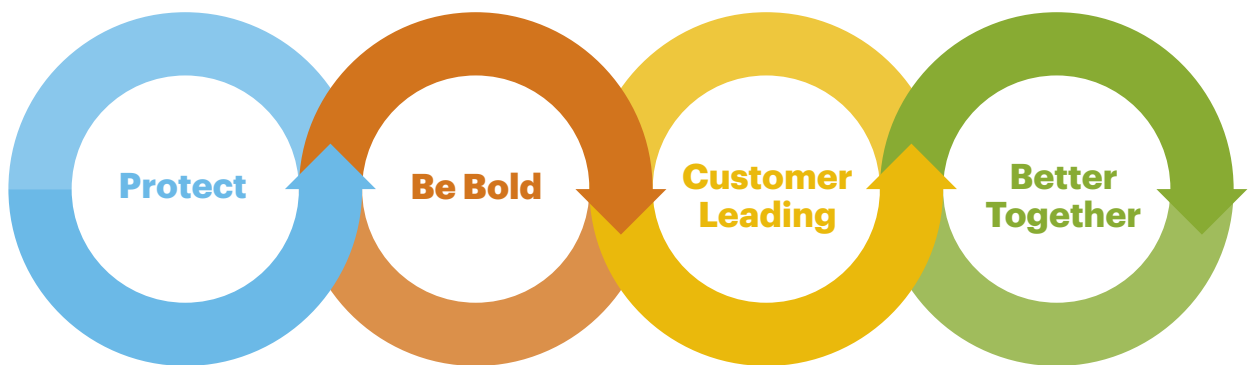 Protect
Be Bold
Customer
Leading
Better
Together